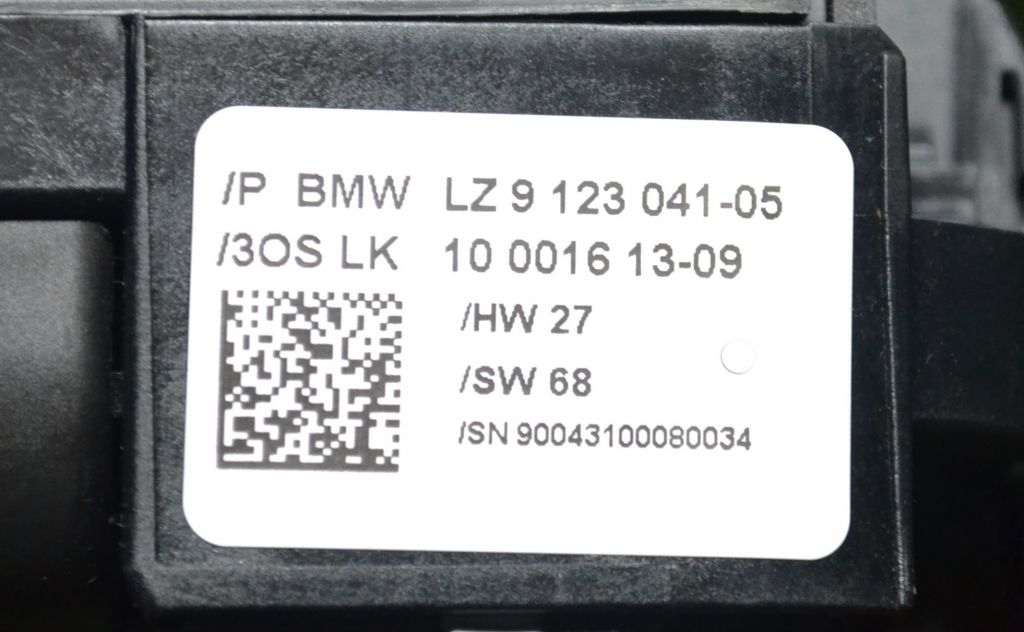 /P BMW LZ 9 123 041-05
/3OS LK 10 0016 13-09
/HW 27
/SW 68
/SN 90043100080034